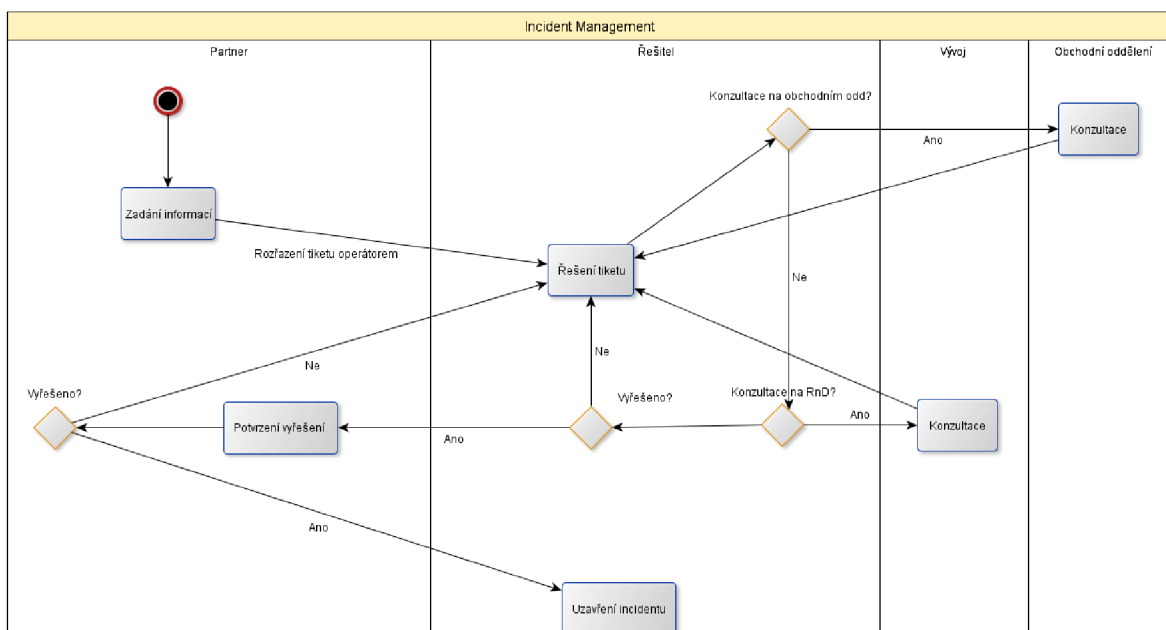 Incident Management
Partner
Řešitel
Vývoj
Obchodní oddělení
Konzultace na obchodním odd?
Ano
Konzultace
Zadání informací
Rozřazení tiketu operátorem
Řešení tiketu
Ne
Ne
Ne
Vyřešeno?
Potvrzení vyřešení
Ano
Vyřešeno?
Konzultace na RnD?
Ano
Konzultace
Ano
Uzavření incidentu